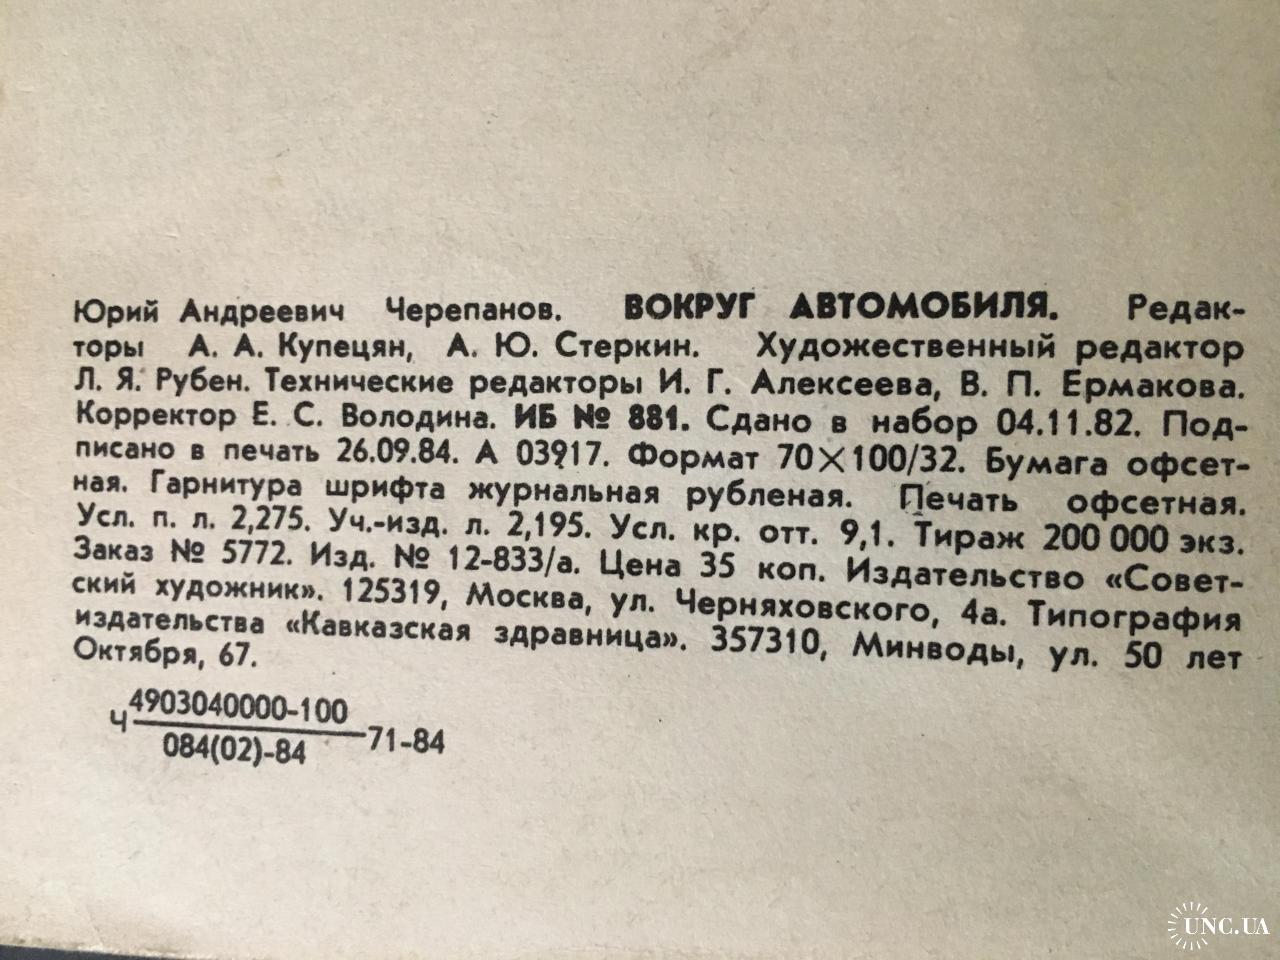 Юрий Андреевич Черепанов. ВОКРУГ АВТОМОБИЛЯ. Редак-
торы А. А. Купецян, А. Ю. Стеркин. Художественный редактор
Л. Я. Рубен. Технические редакторы И. Г. Алексеева, В. П. Ермакова.
Корректор Е. С. Володина. ИБ № 881. Сдано в набор 04.11.82. Под-
писано в печать 26.09.84. А 03917. Формат 70×100/32. Бумага офсет-
ная. Гарнитура шрифта журнальная рубленая. Печать офсетная.
Усл. п. л. 2,275. Уч.-изд. л. 2,195. Усл. кр. отт. 9,1. Тираж 200 000 экз.
Заказ № 5772. Изд. № 12-833/а. Цена 35 коп. Издательство «Совет-
ский художник». 125319, Москва, ул. Черняховского, 4а. Типография
издательства «Кавказская здравница». 357310, Минводы, ул. 50 лет
Октября, 67.
4903040000-100
Ч 71-84
084(02)-84
UNC.UA